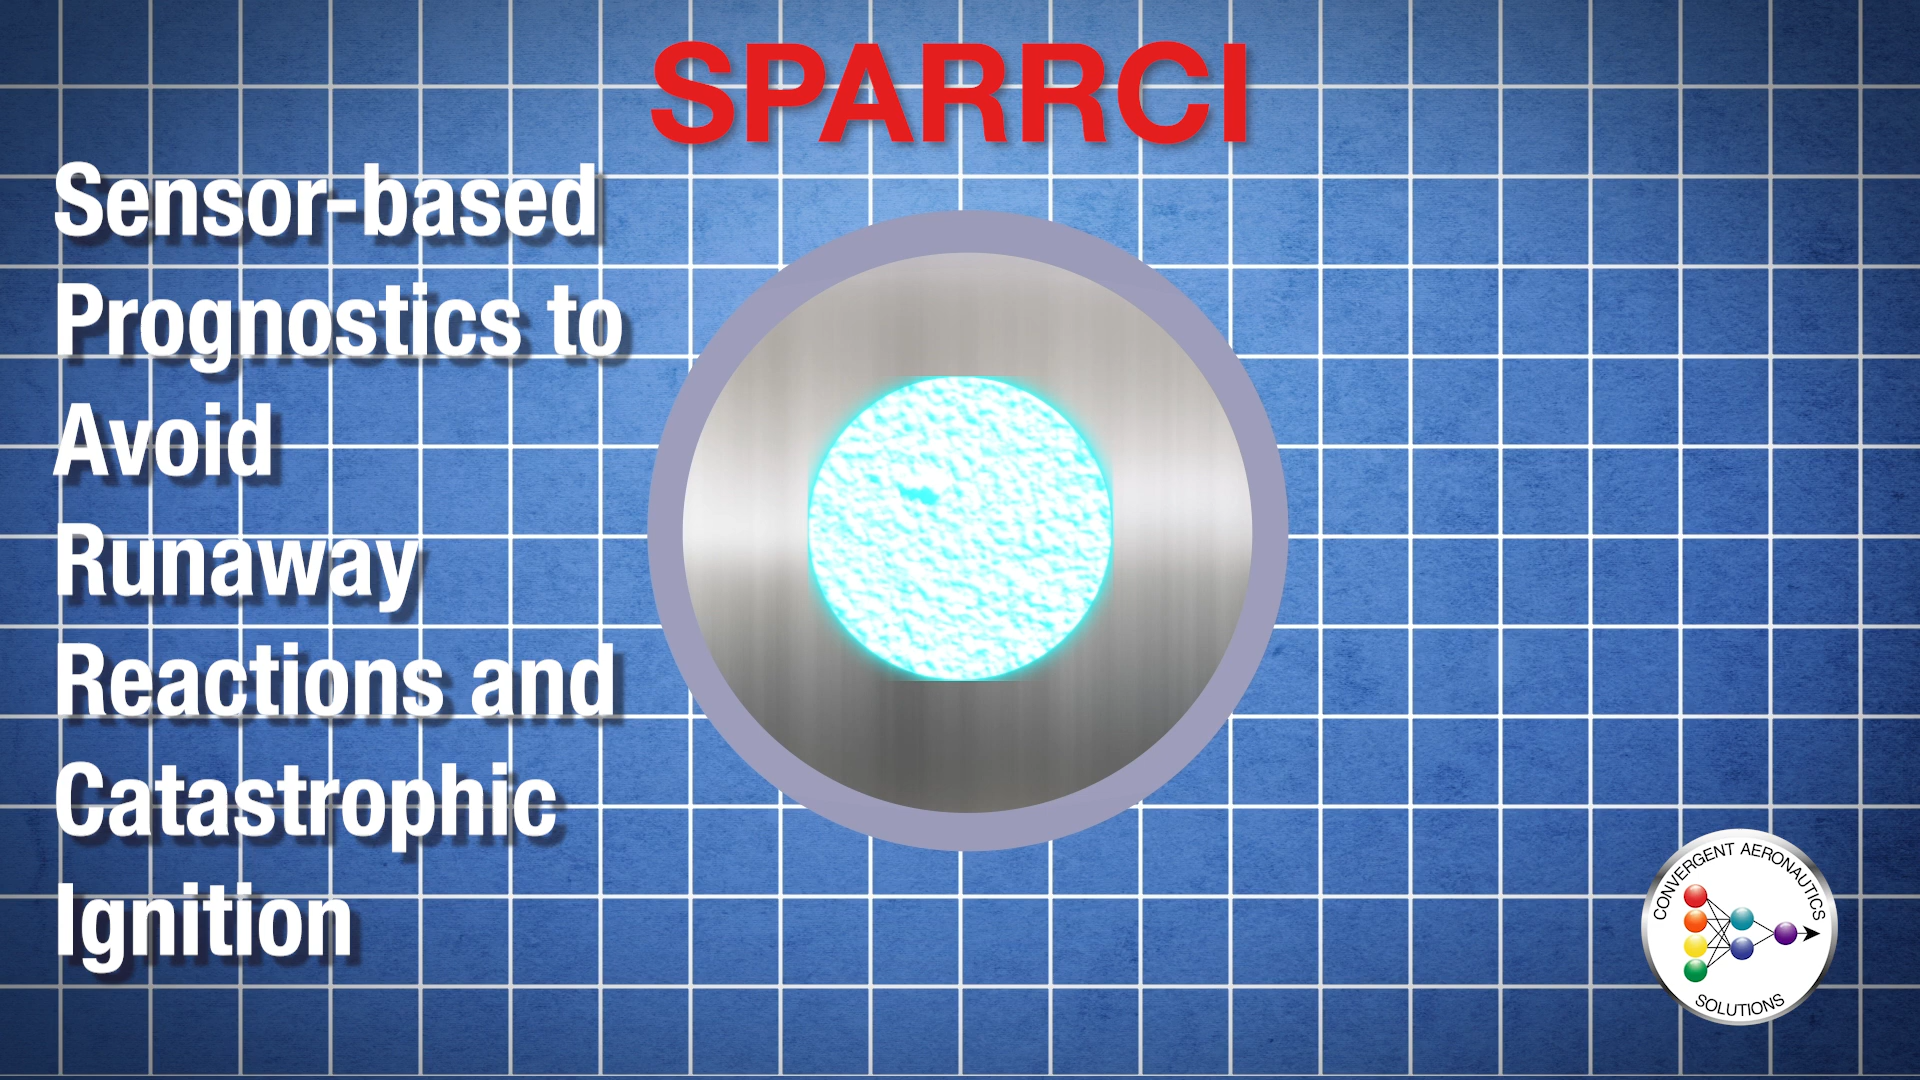 SPARRCI
Sensor-based
Prognostics to
Avoid
Runaway
Reactions and
Catastrophic
Ignition
CONVERGENT AERONAUTICS
SOLUTIONS